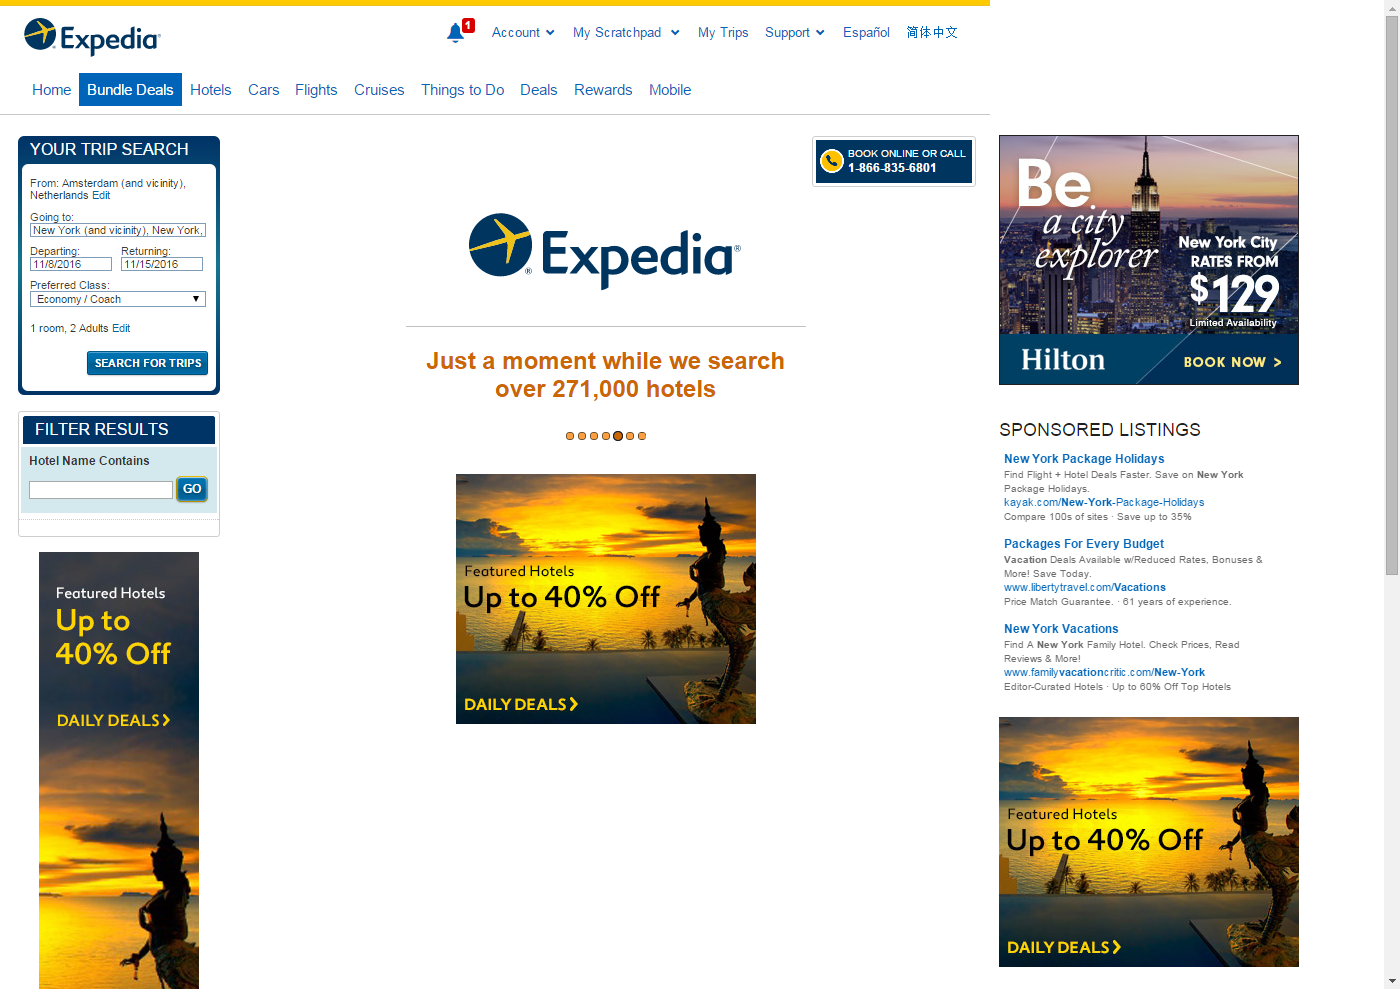 Expedia
1
Account
My Scratchpad
My Trips
Support
Español
简体中文
Home
Bundle Deals
Hotels
Cars
Flights
Cruises
Things to Do
Deals
Rewards
Mobile
YOUR TRIP SEARCH
From: Amsterdam (and vicinity),
Netherlands Edit
Going to:
New York (and vicinity), New York,
Departing:
Returning:
11/8/2016
11/15/2016
Preferred Class:
Economy / Coach
1 room, 2 Adults Edit
SEARCH FOR TRIPS
FILTER RESULTS
Hotel Name Contains
GO
Featured Hotels
Up to
40% Off
DAILY DEALS
BOOK ONLINE OR CALL
1-866-835-6801
Expedia®
Just a moment while we search
over 271,000 hotels
Featured Hotels
Up to 40% Off
DAILY DEALS
Be
a city
explorer
New York City
RATES FROM
$129
Limited Availability
Hilton
BOOK NOW >
SPONSORED LISTINGS
New York Package Holidays
Find Flight + Hotel Deals Faster. Save on New York
Package Holidays.
kayak.com/New-York-Package-Holidays
Compare 100s of sites · Save up to 35%
Packages For Every Budget
Vacation Deals Available w/Reduced Rates, Bonuses &
More! Save Today.
www.libertytravel.com/Vacations
Price Match Guarantee. · 61 years of experience.
New York Vacations
Find A New York Family Hotel. Check Prices, Read
Reviews & More!
www.familyvacationcritic.com/New-York
Editor-Curated Hotels · Up to 60% Off Top Hotels
Featured Hotels
Up to 40% Off
DAILY DEALS